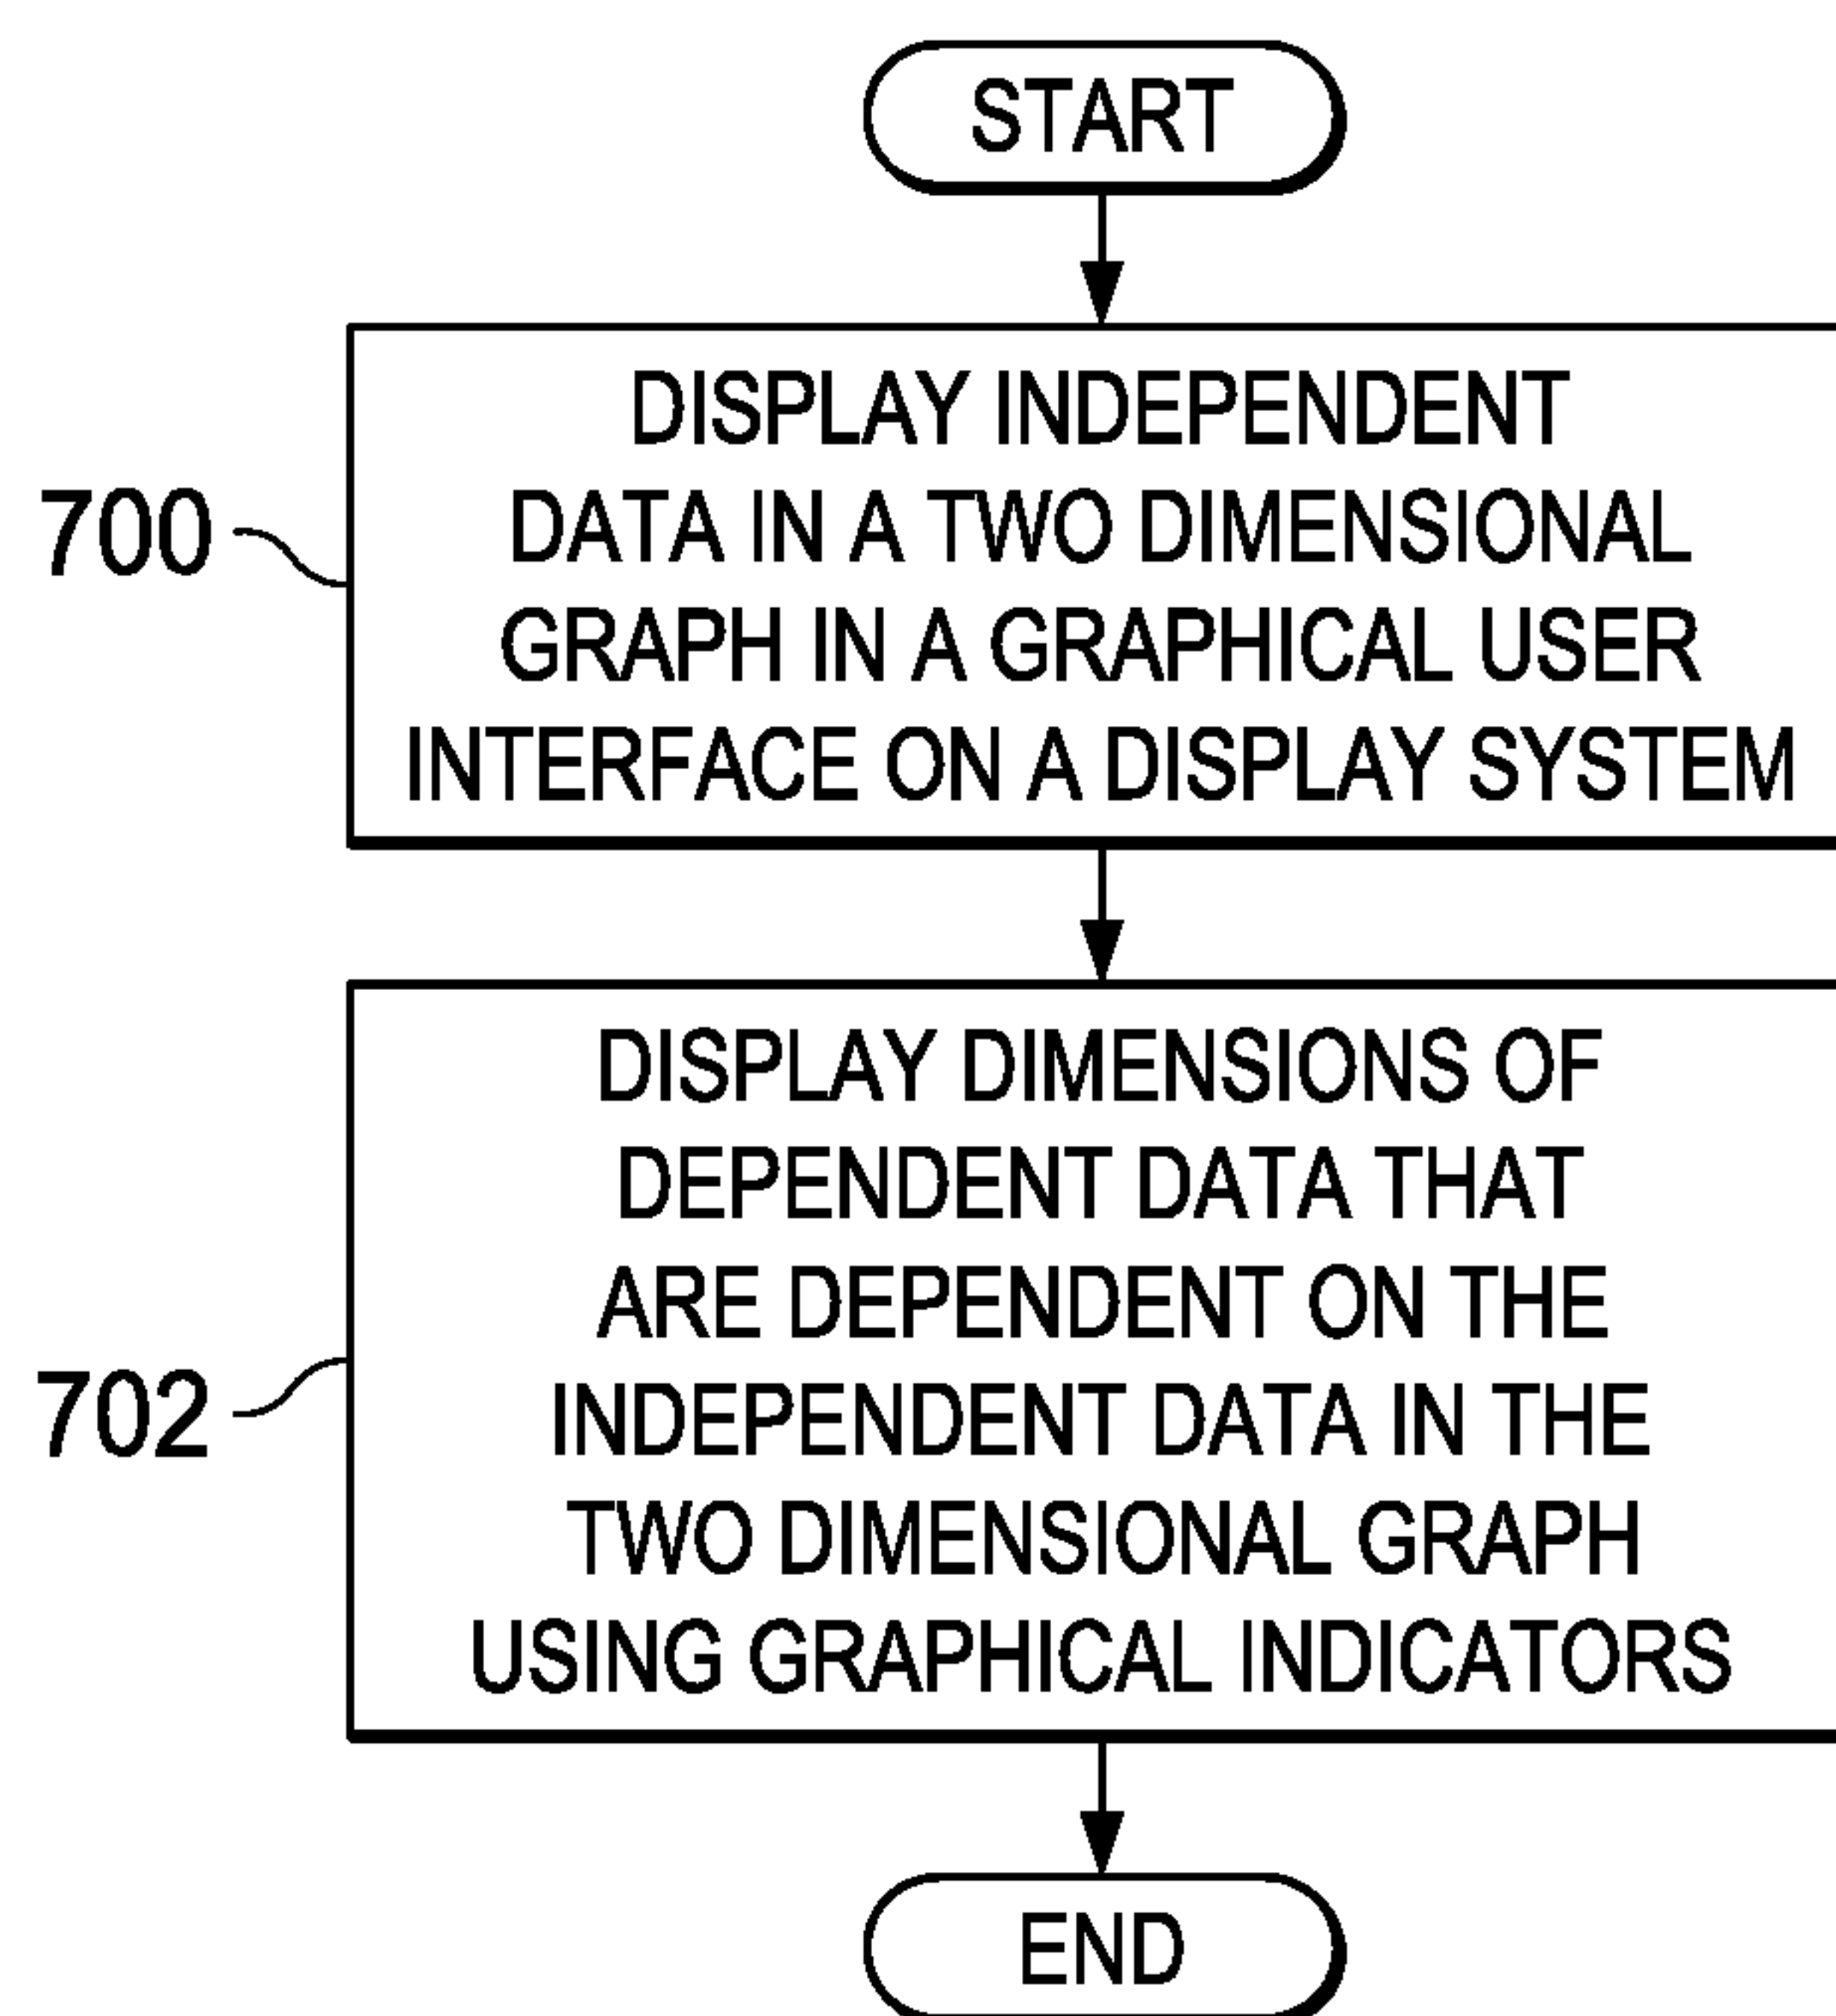 START
DISPLAY INDEPENDENT
DATA IN A TWO DIMENSIONAL
GRAPH IN A GRAPHICAL USER
INTERFACE ON A DISPLAY SYSTEM
700
DISPLAY DIMENSIONS OF
DEPENDENT DATA THAT
ARE DEPENDENT ON THE
INDEPENDENT DATA IN THE
TWO DIMENSIONAL GRAPH
USING GRAPHICAL INDICATORS
702
END